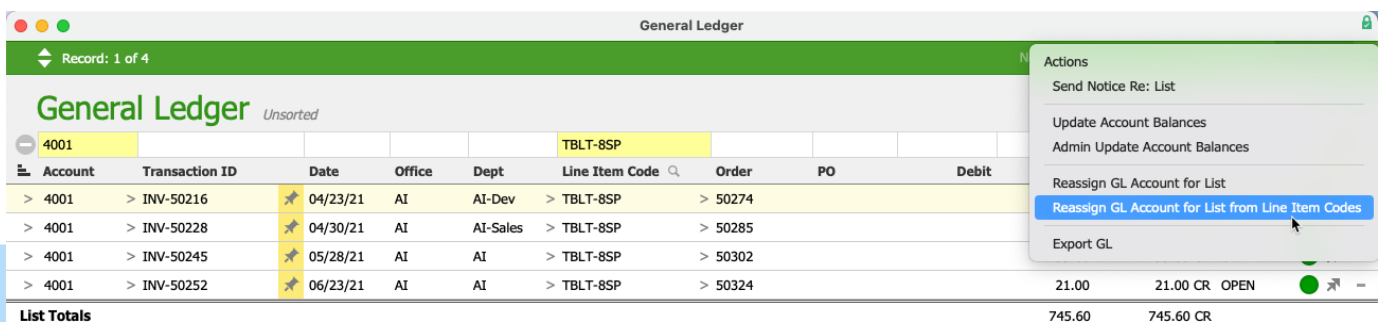 General Ledger
Record: 1 of 4
Actions
Send Notice Re: List
General Ledger Unsorted
Update Account Balances
4001 TBLT-8SP
Admin Update Account Balances
Account Transaction ID Date Office Dept Line Item Code Order PO Debit
Reassign GL Account for List
> 4001 > INV-50216 04/23/21 AI AI-Dev > TBLT-8SP > 50274
Reassign GL Account for List from Line Item Codes
> 4001 > INV-50228 04/30/21 AI AI-Sales > TBLT-8SP > 50285
Export GL
> 4001 > INV-50245 05/28/21 AI AI > TBLT-8SP > 50302
> 4001 > INV-50252 06/23/21 AI AI > TBLT-8SP > 50324 21.00 21.00 CR OPEN
List Totals 745.60 745.60 CR